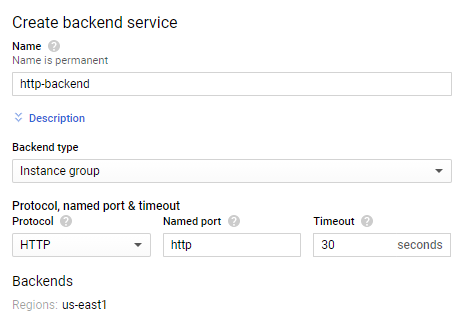 Create backend service
Name
Name is permanent
http-backend
Description
Backend type
Instance group
Protocol, named port & timeout
Protocol Named port Timeout
HTTP http 30 seconds
Backends
Regions: us-east1